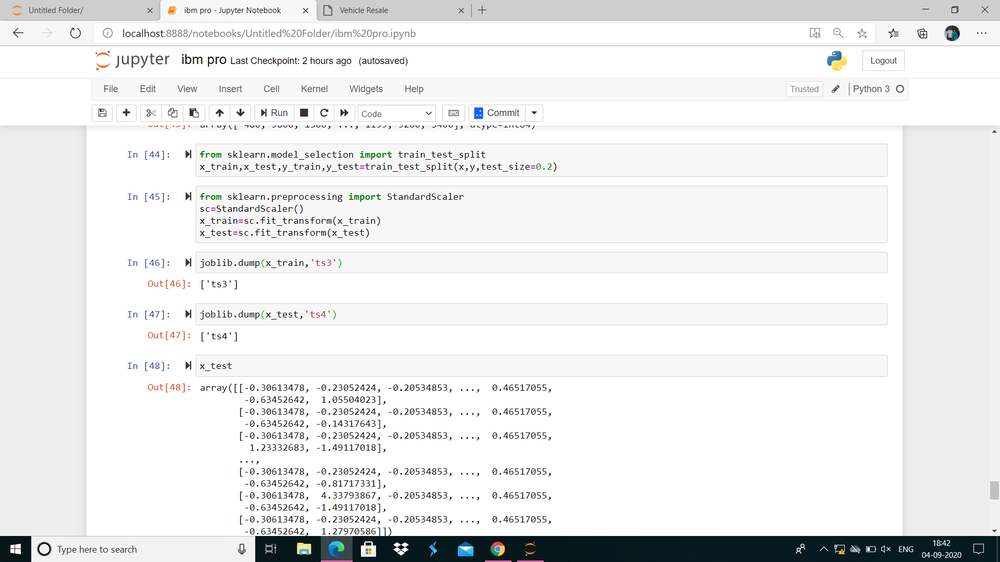 Untitled Folder/
ibm pro - Jupyter Notebook
Vehicle Resale
localhost:8888/notebooks/Untitled%20Folder/ibm%20pro.ipynb
jupyter ibm pro Last Checkpoint: 2 hours ago (autosaved)
Logout
File Edit View Insert Cell Kernel Widgets Help
Trusted Python 3
Run Code Commit
In [44]: from sklearn.model_selection import train_test_split
x_train,x_test,y_train,y_test=train_test_split(x,y,test_size=0.2)
In [45]: from sklearn.preprocessing import StandardScaler
sc=StandardScaler()
x_train=sc.fit_transform(x_train)
x_test=sc.fit_transform(x_test)
In [46]: joblib.dump(x_train,'ts3')
Out[46]: ['ts3']
In [47]: joblib.dump(x_test,'ts4')
Out[47]: ['ts4']
In [48]: x_test
Out[48]: array([[-0.30613478, -0.23052424, -0.20534853, ..., 0.46517055,
-0.63452642, 1.05504023],
[-0.30613478, -0.23052424, -0.20534853, ..., 0.46517055,
-0.63452642, -0.14317643],
[-0.30613478, -0.23052424, -0.20534853, ..., 0.46517055,
1.23332683, -1.49117018],
...,
[-0.30613478, -0.23052424, -0.20534853, ..., 0.46517055,
-0.63452642, -0.81717331],
[-0.30613478, 4.33793867, -0.20534853, ..., 0.46517055,
-0.63452642, -1.49117018],
[-0.30613478, -0.23052424, -0.20534853, ..., 0.46517055,
-0.63452642, 1.27970586]])
Type here to search
ENG
18:42
04-09-2020